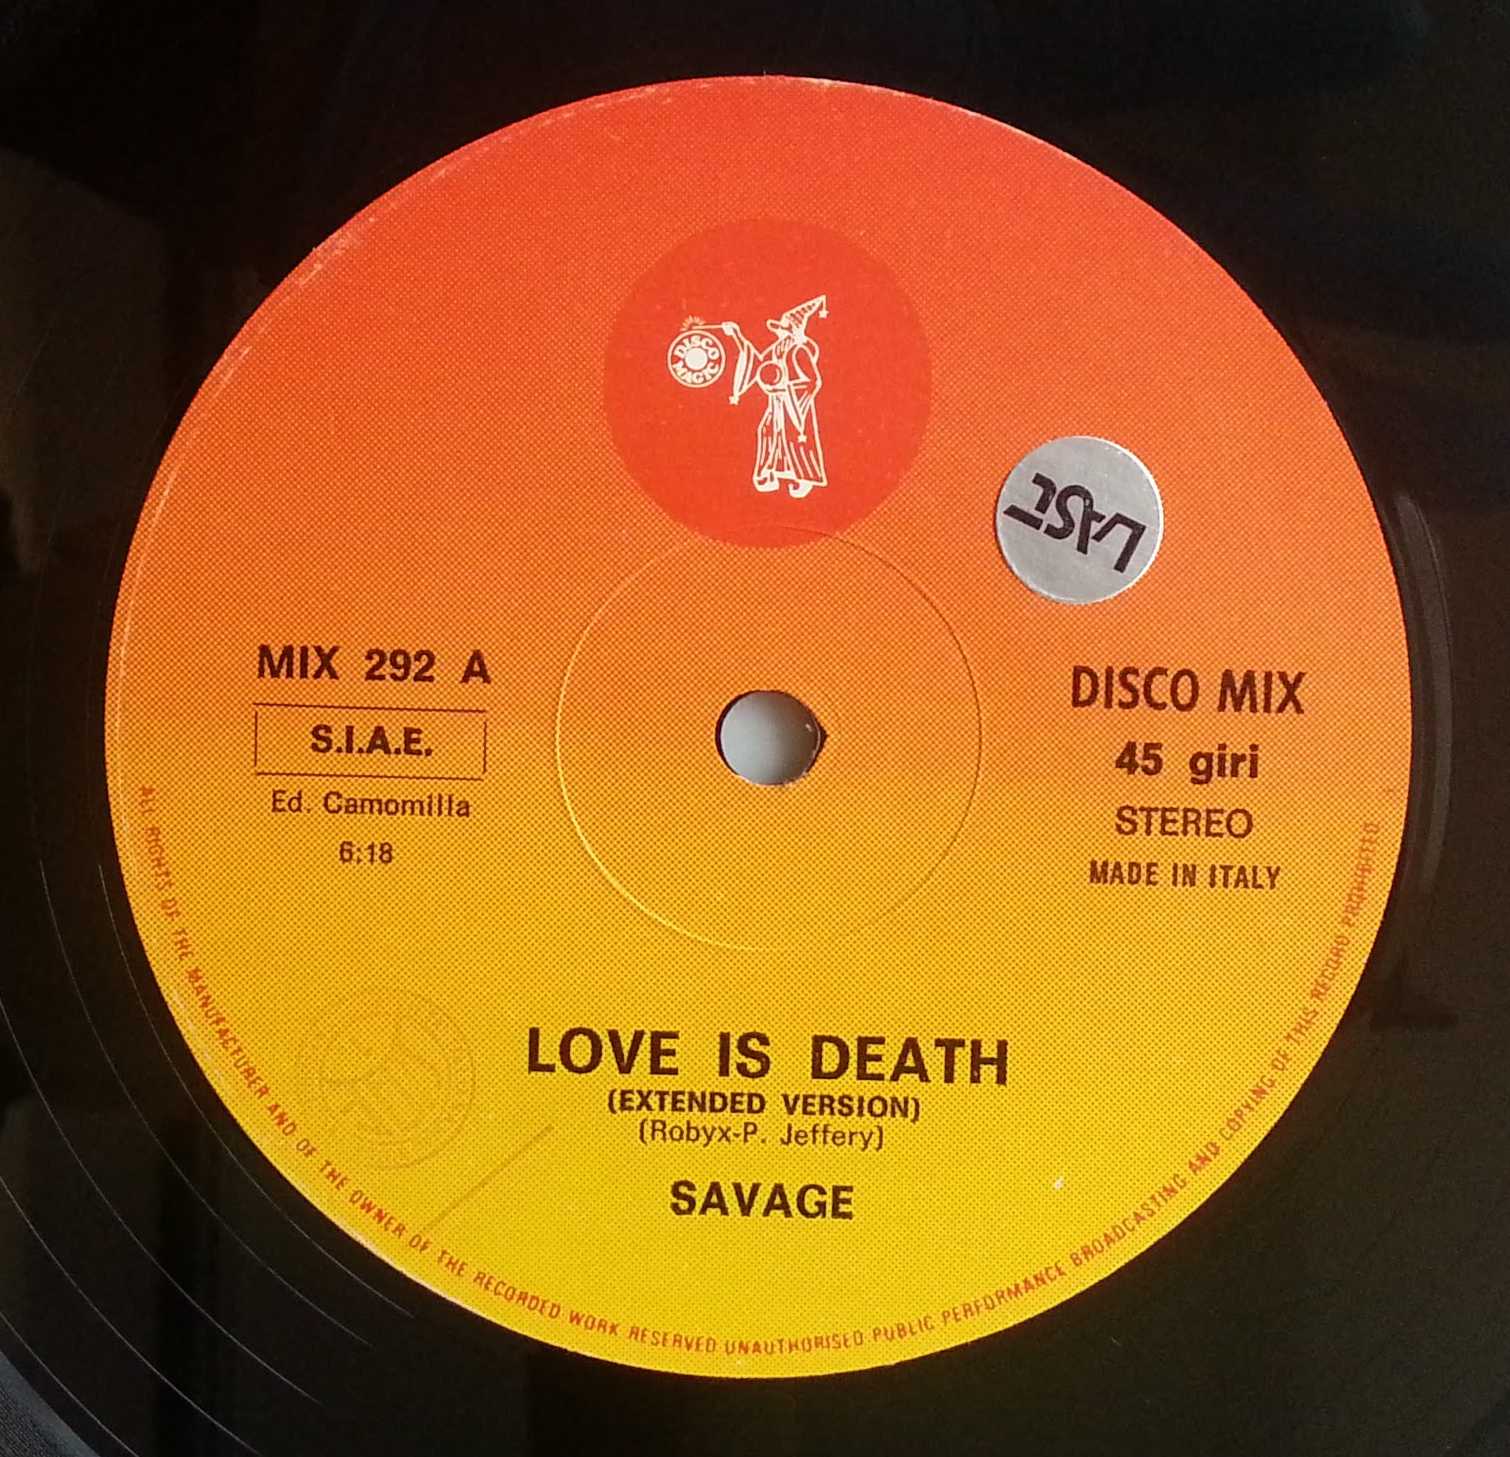 DISCO
MAGIC
LASC
MIX 292 A
S.I.A.E.
Ed. Camomilla
6:18
DISCO MIX
45 giri
STEREO
MADE IN ITALY
LOVE IS DEATH
(EXTENDED VERSION)
(Robyx-P. Jeffery)
SAVAGE
ALL RIGHTS OF THE MANUFACTURER AND OF THE OWNER OF THE RECORDED WORK RESERVED UNAUTHORISED PUBLIC PERFORMANCE BROADCASTING AND COPYING OF THIS RECORD PROHIBITED